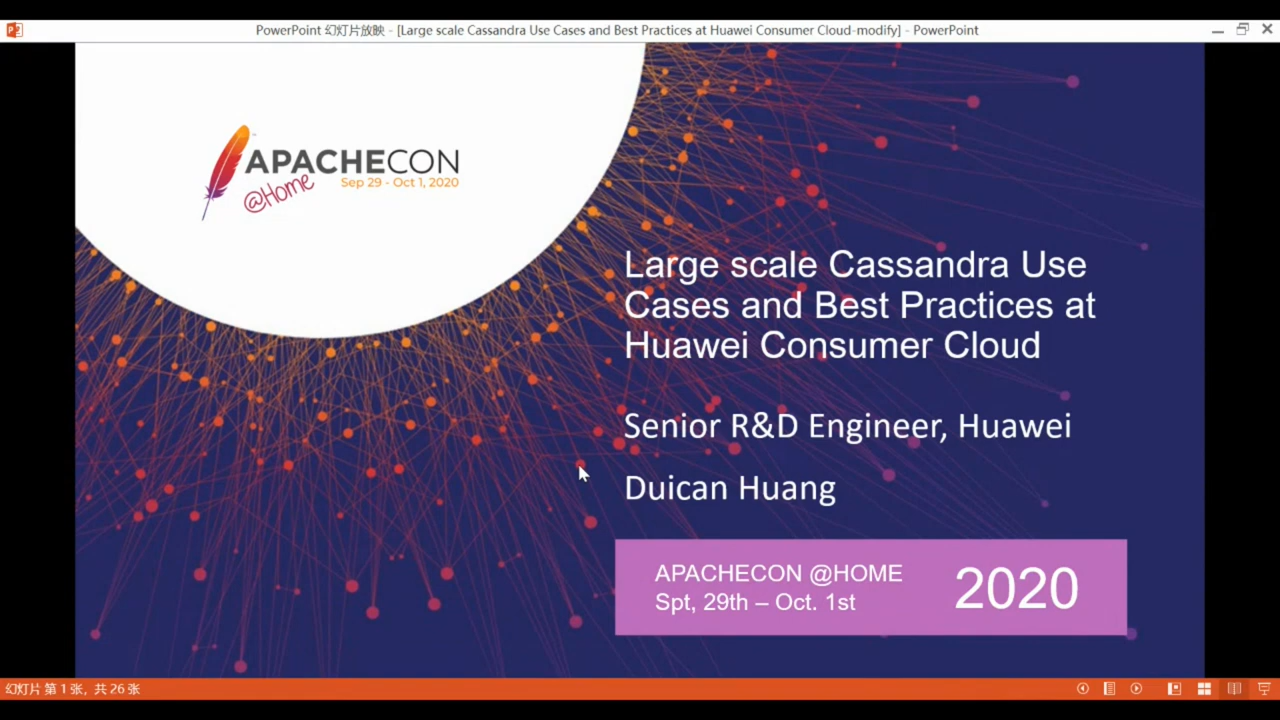 PowerPoint 幻灯片放映 - [Large scale Cassandra Use Cases and Best Practices at Huawei Consumer Cloud-modify] - PowerPoint
APACHECON
@Home
Sep 29 - Oct 1, 2020
Large scale Cassandra Use
Cases and Best Practices at
Huawei Consumer Cloud
Senior R&D Engineer, Huawei
Duican Huang
APACHECON @HOME
Spt, 29th – Oct. 1st
2020
幻灯片 第 1 张，共 26 张